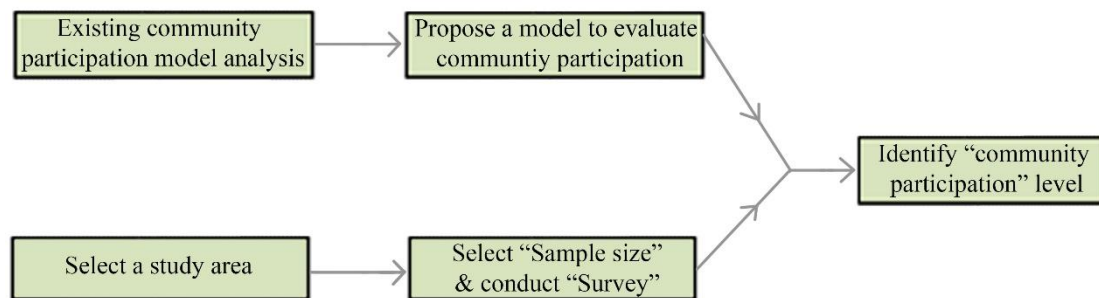 Existing community
participation model analysis
Propose a model to evaluate
communtiy participation
Identify “community
participation” level
Select a study area
Select “Sample size”
& conduct “Survey”